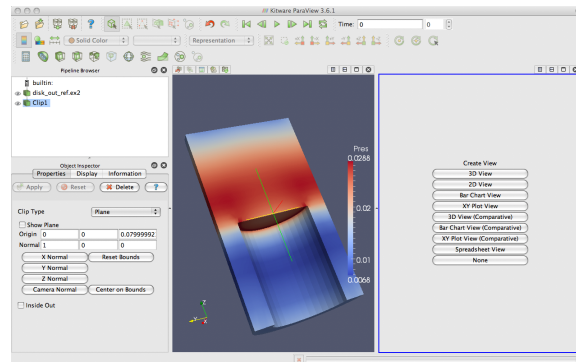 Kitware ParaView 3.6.1
Time: 0 0
Solid Color Representation
Pipeline Browser
builtin:
disk_out_ref.ex2
Clip1
Object Inspector
Properties Display Information
Apply Reset Delete ?
Clip Type Plane
Show Plane
Origin 0 0 0.07999992
Normal 1 0 0
X Normal Reset Bounds
Y Normal
Z Normal
Camera Normal Center on Bounds
Inside Out
Pres
0.0288
0.02
0.01
0.0068
Z
Y
X
Create View
3D View
2D View
Bar Chart View
XY Plot View
3D View (Comparative)
Bar Chart View (Comparative)
XY Plot View (Comparative)
Spreadsheet View
None